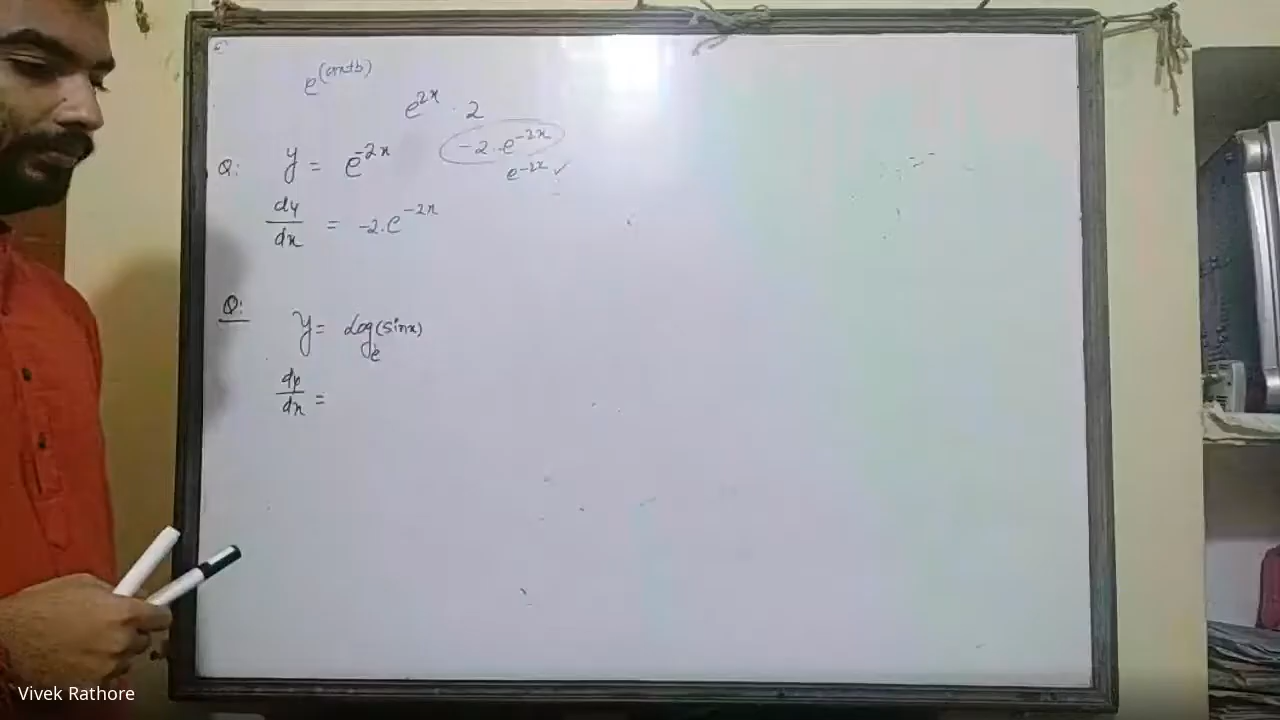 e^(ax+b)
e^2x . 2
Q: y = e^-2x
-2 . e^-2x
e^-2x ✓
dy/dx = -2.e^-2x
Q:
y = log_e(sinx)
dy/dx =
Vivek Rathore